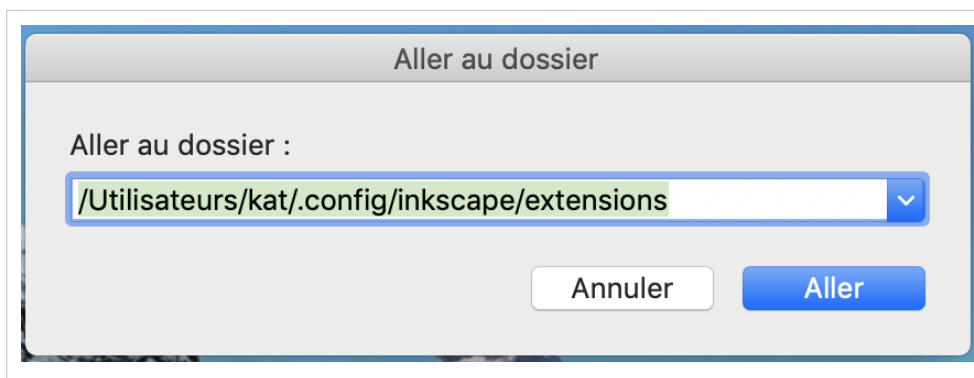 Aller au dossier
Aller au dossier :
/Utilisateurs/kat/.config/inkscape/extensions
Annuler
Aller